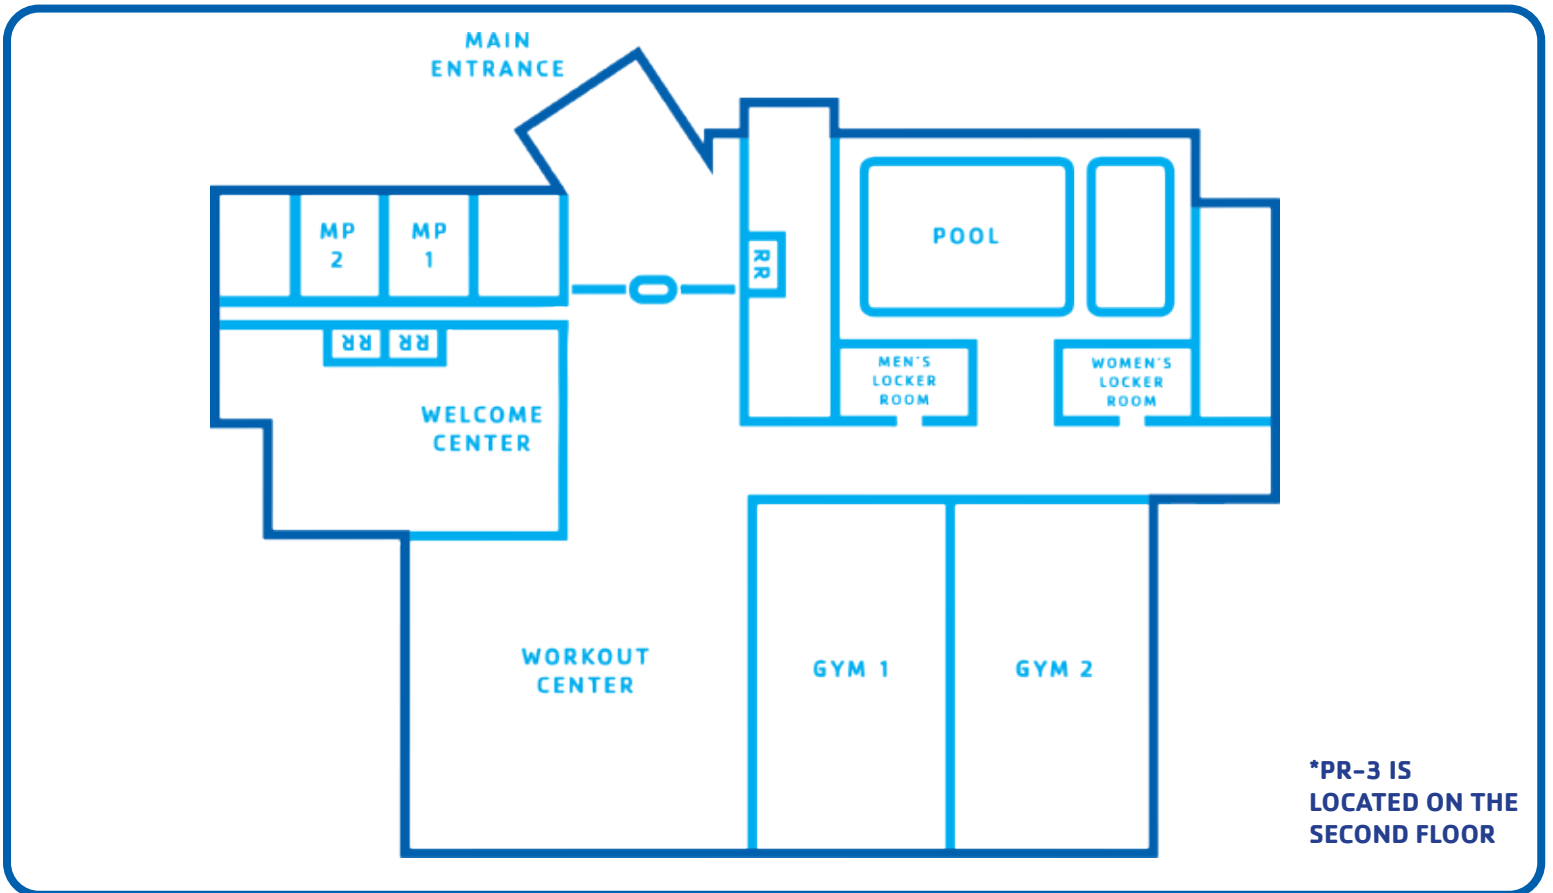 MAIN
ENTRANCE
MP
2
MP
1
RR
POOL
RR
RR
MEN'S
LOCKER
ROOM
WOMEN'S
LOCKER
ROOM
WELCOME
CENTER
WORKOUT
CENTER
GYM 1
GYM 2
*PR-3 IS
LOCATED ON THE
SECOND FLOOR